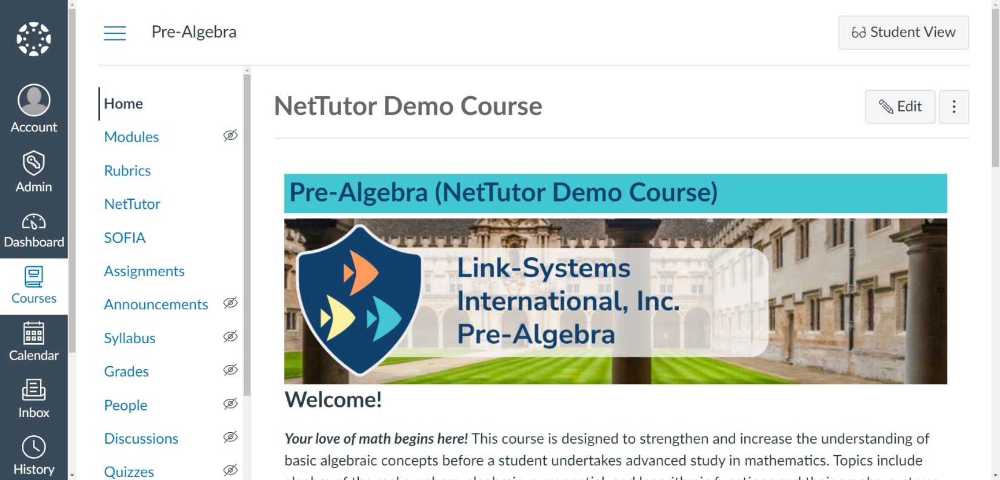 Pre-Algebra
Student View
Account
Admin
Dashboard
Courses
Calendar
Inbox
History
Home
Modules
Rubrics
NetTutor
SOFIA
Assignments
Announcements
Syllabus
Grades
People
Discussions
Quizzes
NetTutor Demo Course
Edit
Pre-Algebra (NetTutor Demo Course)
Link-Systems
International, Inc.
Pre-Algebra
Welcome!
Your love of math begins here! This course is designed to strengthen and increase the understanding of
basic algebraic concepts before a student undertakes advanced study in mathematics. Topics include